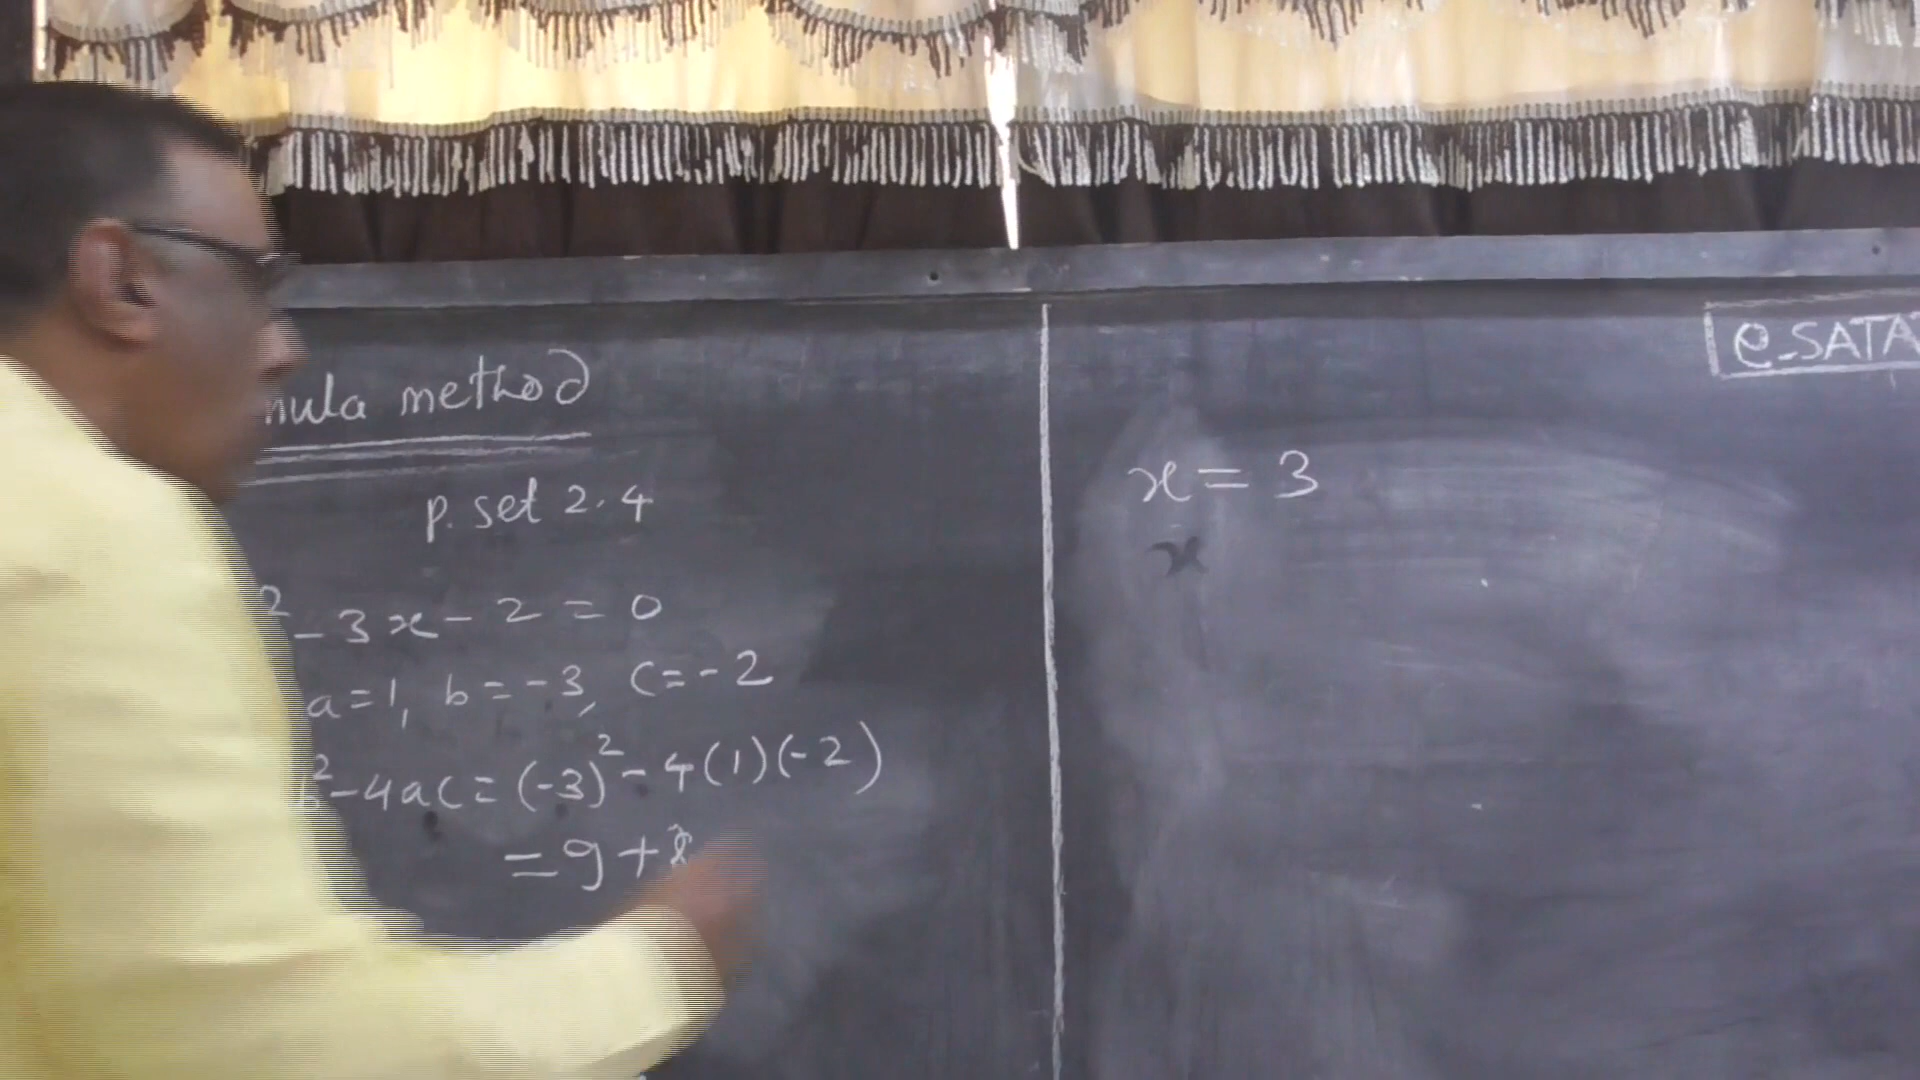 mula method
p. set 2.4
² - 3x - 2 = 0
a = 1, b = -3, c = -2
b² - 4ac = (-3)² - 4(1)(-2)
= 9 + 8
e-SATA
x = 3